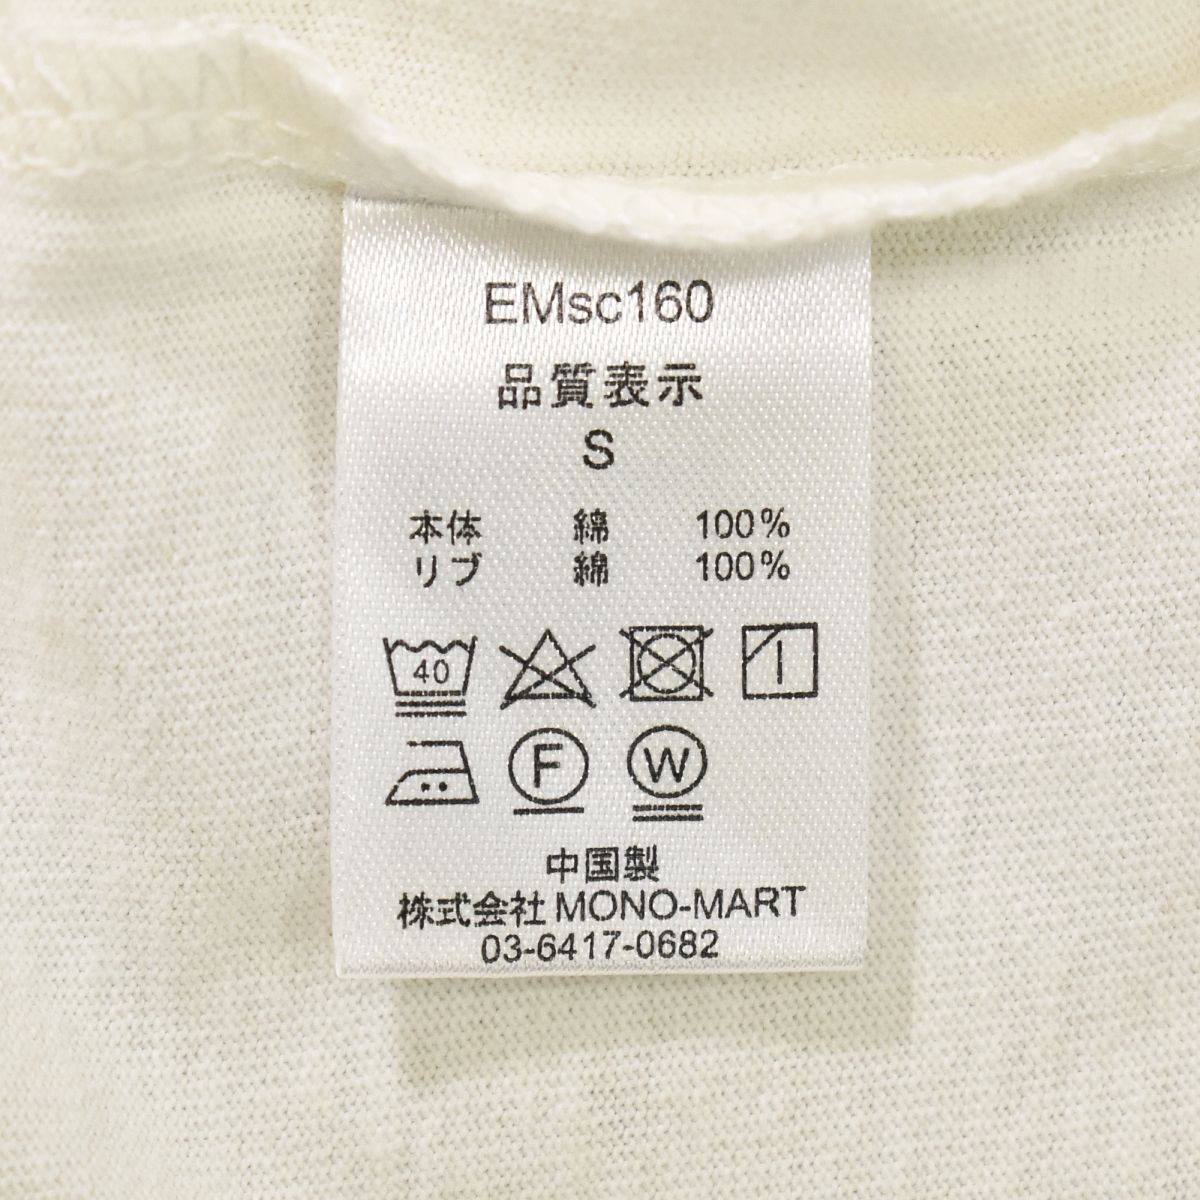 EMsc160
品質表示
S
本体 綿 100%
リブ 綿 100%
40
F W
中国製
株式会社 MONO-MART
03-6417-0682